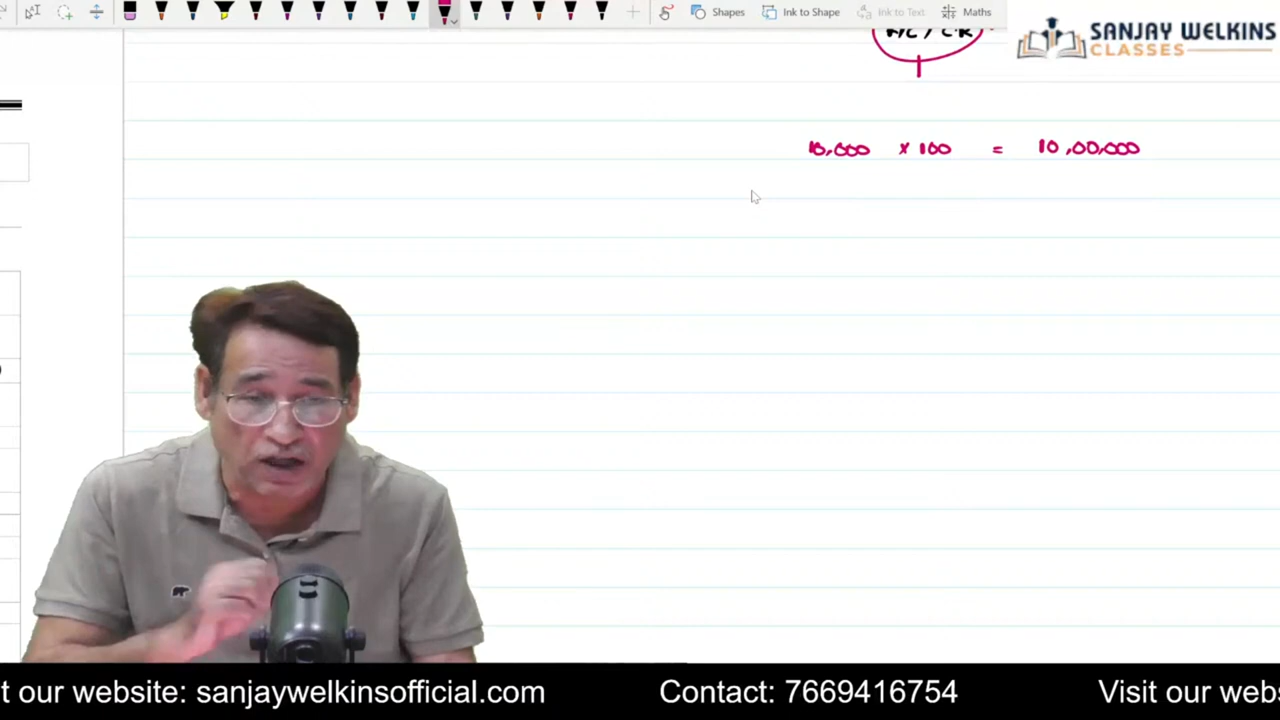 Shapes Ink to Shape Ink to Text Maths
SANJAY WELKINS
CLASSES
A/C / CR
10,000 × 100 = 10,00,000
t our website: sanjaywelkinsofficial.com Contact: 7669416754 Visit our webs